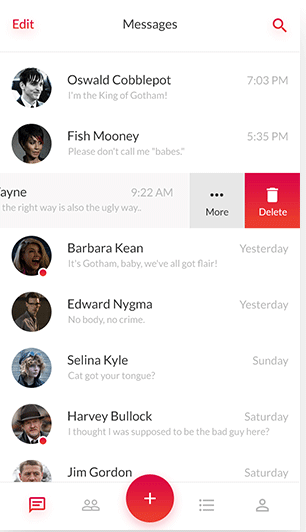 Edit
Messages
Oswald Cobblepot
7:03 PM
I'm the King of Gotham!
Fish Mooney
5:35 PM
Please don't call me "babes."
ayne
9:22 AM
the right way is also the ugly way..
More
Delete
Barbara Kean
Yesterday
It's Gotham, baby, we've all got flair!
Edward Nygma
Yesterday
No body, no crime.
Selina Kyle
Sunday
Cat got your tongue?
Harvey Bullock
Saturday
I thought I was supposed to be the bad guy here?
Jim Gordon
Saturday